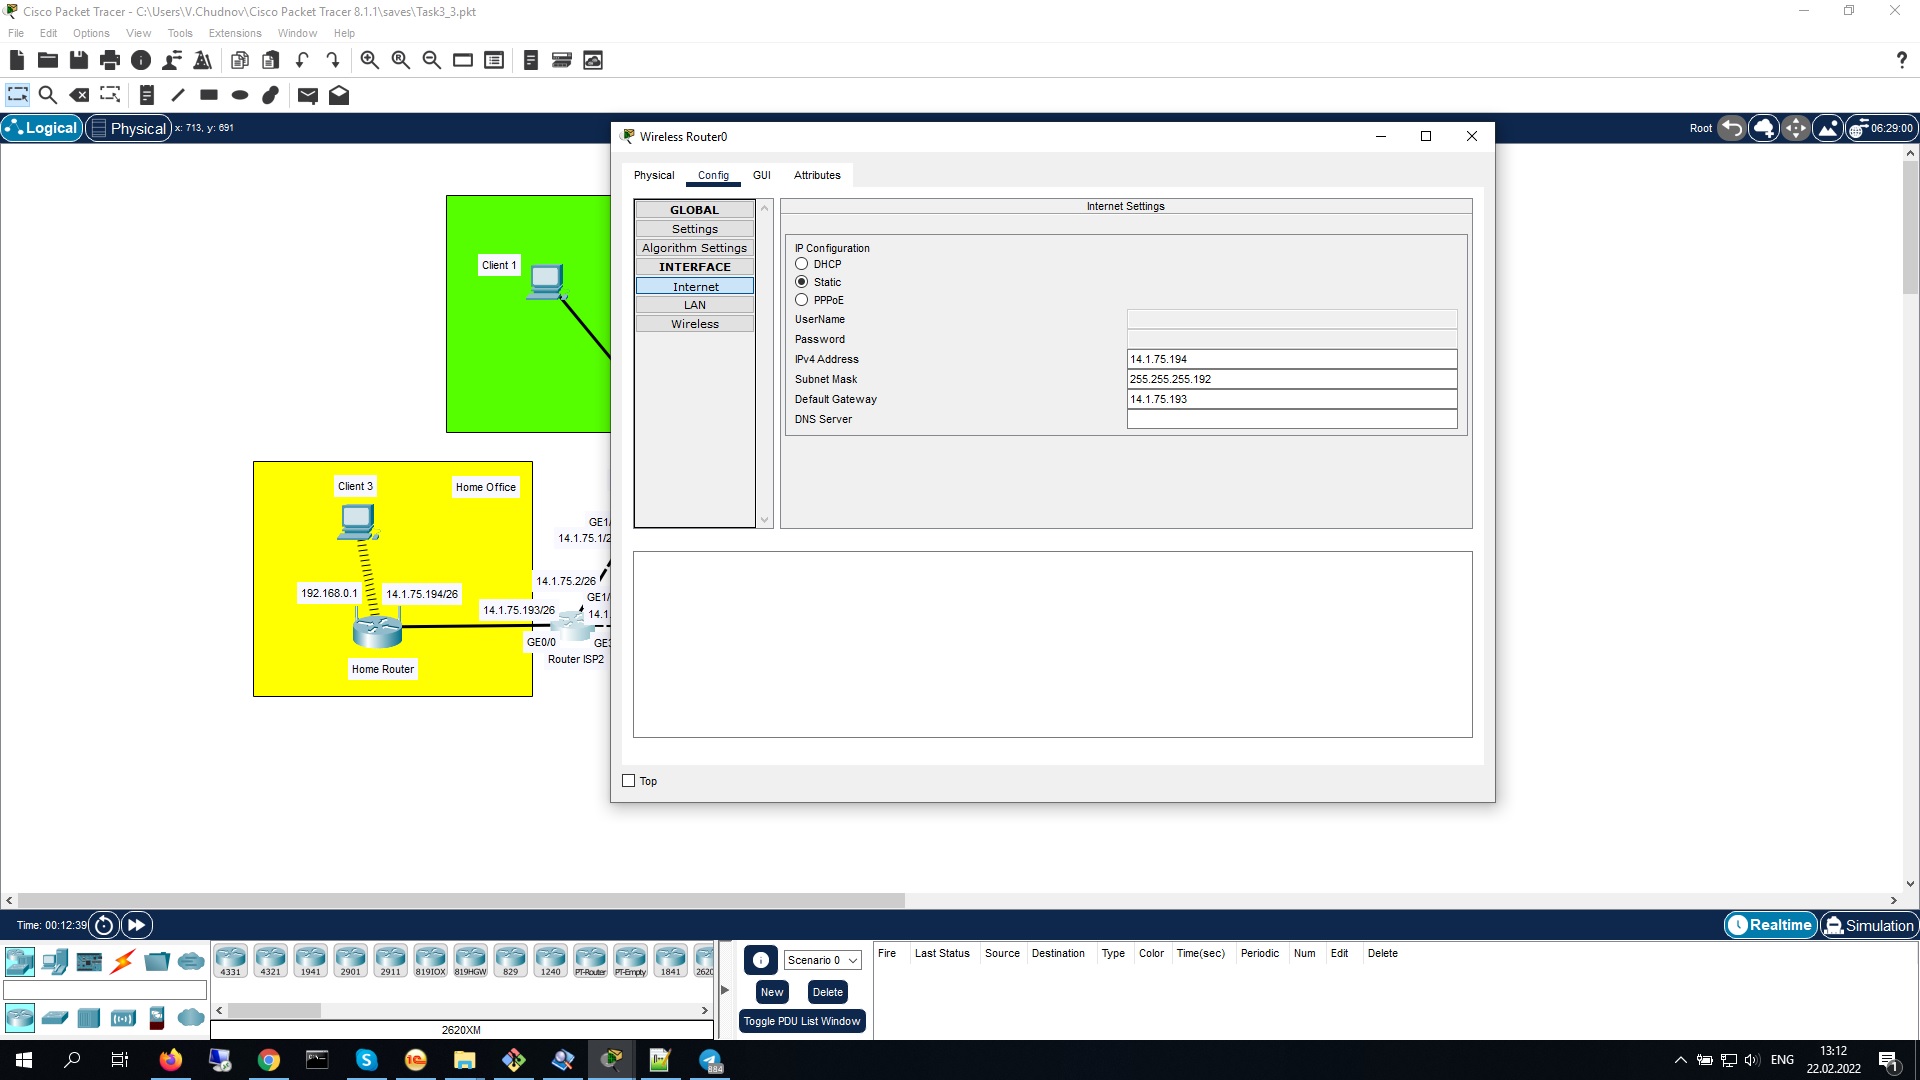 Cisco Packet Tracer - C:\Users\V.Chudnov\Cisco Packet Tracer 8.1.1\saves\Task3_3.pkt
File Edit Options View Tools Extensions Window Help
?
Logical Physical x: 713, y: 691
Root 06:29:00
Wireless Router0
Physical Config GUI Attributes
GLOBAL
Settings
Algorithm Settings
INTERFACE
Internet
LAN
Wireless
Internet Settings
IP Configuration
DHCP
Static
PPPoE
UserName
Password
IPv4 Address 14.1.75.194
Subnet Mask 255.255.255.192
Default Gateway 14.1.75.193
DNS Server
Top
Client 1
Client 3
Home Office
GE1/
14.1.75.1/2
14.1.75.2/26
192.168.0.1 14.1.75.194/26
GE1/
14.1.75.193/26
14.1.
GE0/0
Router ISP2
Home Router
Time: 00:12:39
Realtime Simulation
4331 4321 1941 2901 2911 819IOX 819HGW 829 1240 PT-Router PT-Empty 1841 2620
2620XM
Scenario 0
New Delete
Toggle PDU List Window
Fire Last Status Source Destination Type Color Time(sec) Periodic Num Edit Delete
884
ENG
13:12
22.02.2022
1